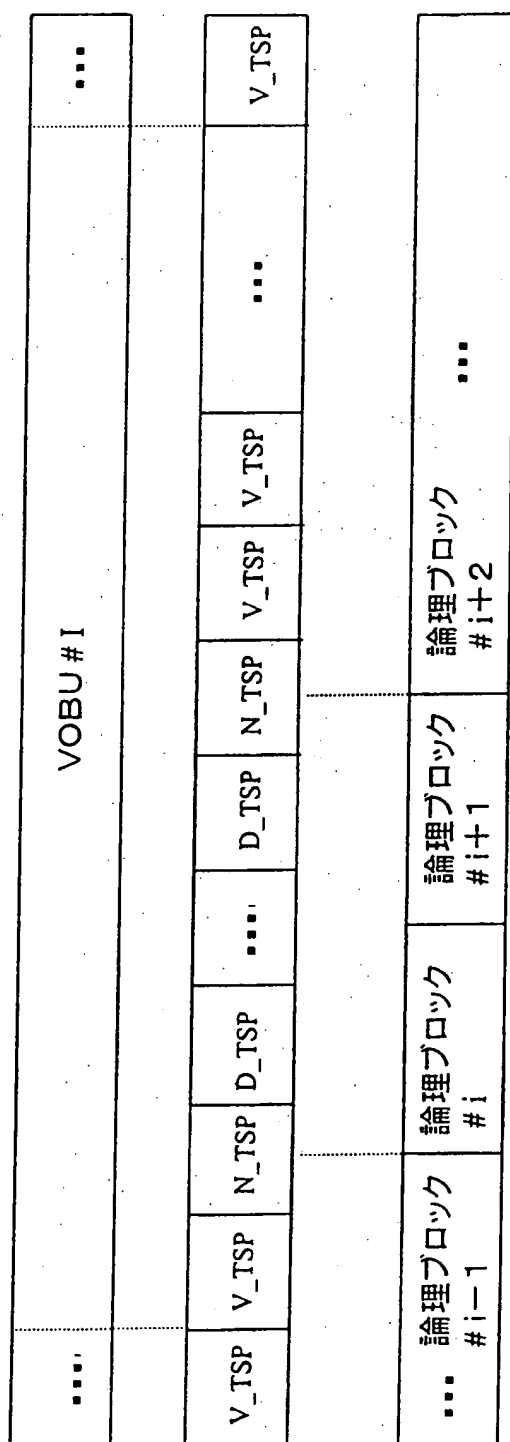 … VOBU#I …
V_TSP V_TSP N_TSP D_TSP … D_TSP N_TSP V_TSP V_TSP … V_TSP
… 論理ブロック
#i−1
論理ブロック
#i
論理ブロック
#i+1
論理ブロック
#i+2
…